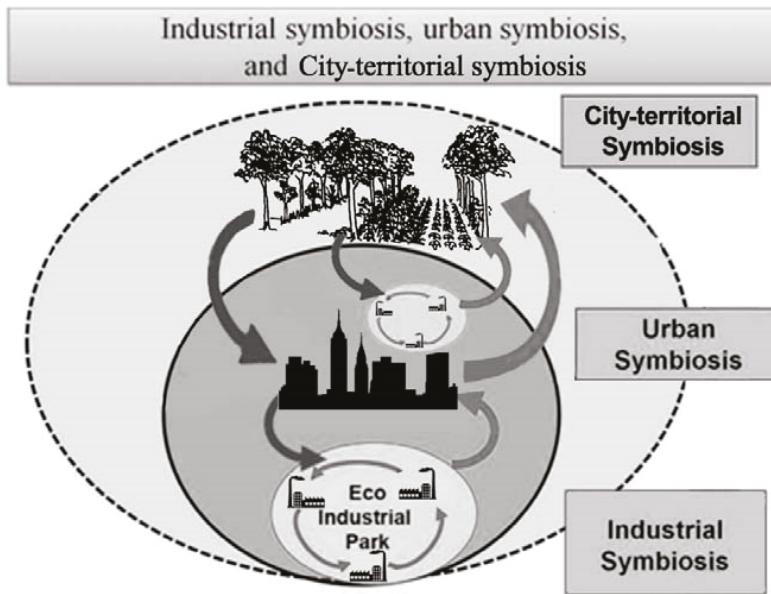 Industrial symbiosis, urban symbiosis,
and City-territorial symbiosis
City-territorial
Symbiosis
Urban
Symbiosis
Eco
Industrial
Park
Industrial
Symbiosis